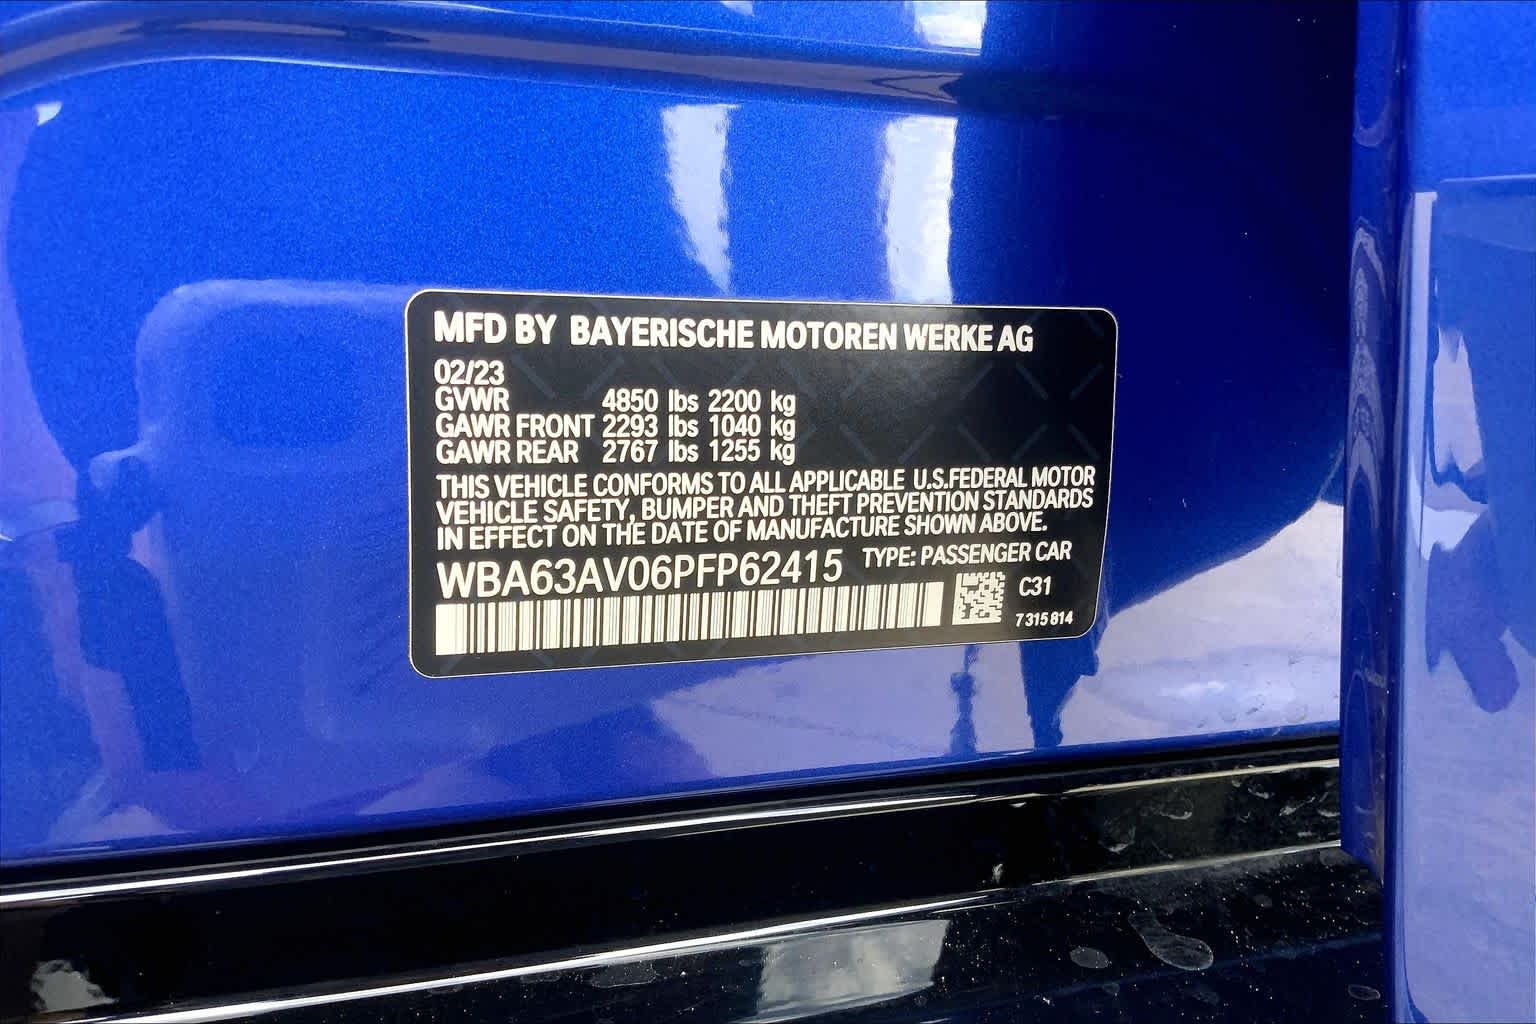 MFD BY BAYERISCHE MOTOREN WERKE AG
02/23
GVWR 4850 lbs 2200 kg
GAWR FRONT 2293 lbs 1040 kg
GAWR REAR 2767 lbs 1255 kg
THIS VEHICLE CONFORMS TO ALL APPLICABLE U.S.FEDERAL MOTOR
VEHICLE SAFETY, BUMPER AND THEFT PREVENTION STANDARDS
IN EFFECT ON THE DATE OF MANUFACTURE SHOWN ABOVE.
WBA63AV06PFP62415 TYPE: PASSENGER CAR
C31
7 315 814